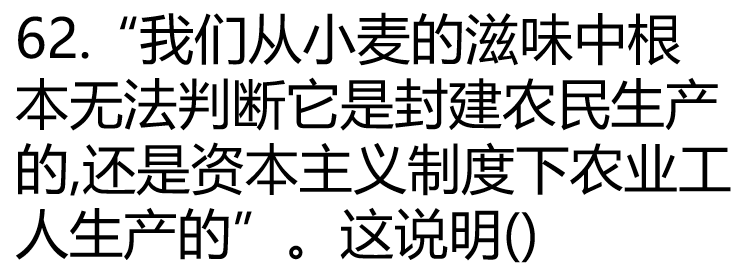 62.“我们从小麦的滋味中根
本无法判断它是封建农民生产
的,还是资本主义制度下农业工
人生产的”。这说明()